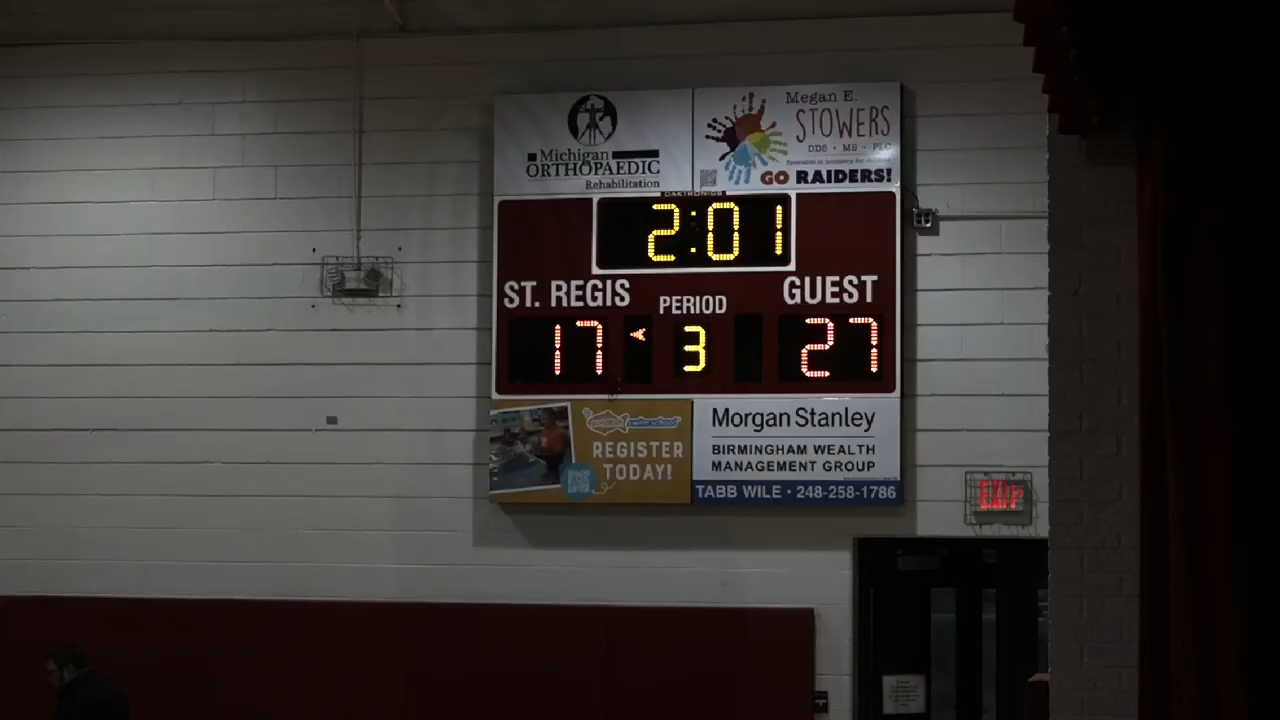 Michigan
ORTHOPAEDIC
Rehabilitation
Megan E.
STOWERS
DDS • MS • PLC
GO RAIDERS!
DAKTRONICS
2:01
ST. REGIS
GUEST
PERIOD
17
3
27
REGISTER
TODAY!
Morgan Stanley
BIRMINGHAM WEALTH
MANAGEMENT GROUP
TABB WILE • 248-258-1786
EXIT